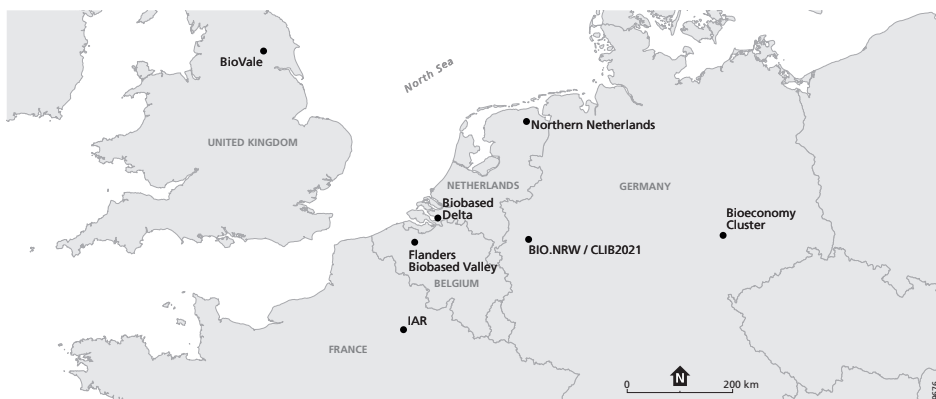 BioVale
North Sea
Northern Netherlands
UNITED KINGDOM
NETHERLANDS
GERMANY
Biobased
Delta
Bioeconomy
Cluster
BIO.NRW / CLIB2021
Flanders
Biobased Valley
BELGIUM
IAR
FRANCE
N
0
200 km